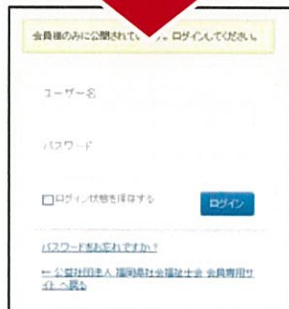 会員様のみに公開されてい す。ログインしてください。
ユーザー名
パスワード
ログイン状態を保存する
ログイン
パスワードをお忘れですか？
← 公益社団法人 福岡県社会福祉士会 会員専用サ
イト へ戻る